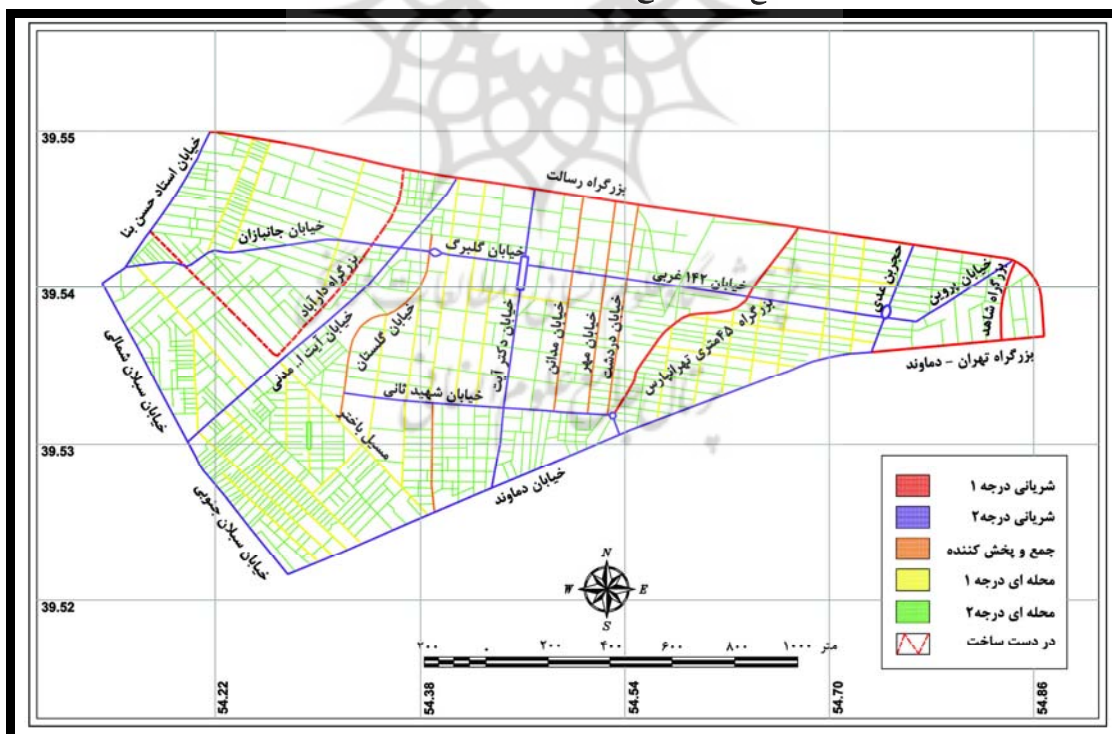 39.55
39.54
39.53
39.52
54.22
54.38
54.54
54.70
54.86
بزرگراه رسالت
خیابان استاد حسن بنا
خیابان جانبازان
خیابان گلبرگ
خیابان ۱۴۲ غربی
حجربن عدی
خیابان پروین
بزرگراه شاهد
بزرگراه تهران - دماوند
بزرگراه دارآباد
خیابان آیت ا.. مدنی
خیابان گلستان
خیابان دکتر آیت
خیابان مدائن
خیابان مهر
خیابان دردشت
بزرگراه ۴۵متری تهرانپارس
خیابان شهید ثانی
خیابان سبلان شمالی
مسیل باختر
خیابان دماوند
خیابان سبلان جنوبی
شریانی درجه ۱
شریانی درجه۲
جمع و پخش کننده
محله ای درجه ۱
محله ای درجه۲
در دست ساخت
N
W E
S
۲۰۰ ۰ ۲۰۰ ۴۰۰ ۶۰۰ ۸۰۰ ۱۰۰۰ متر